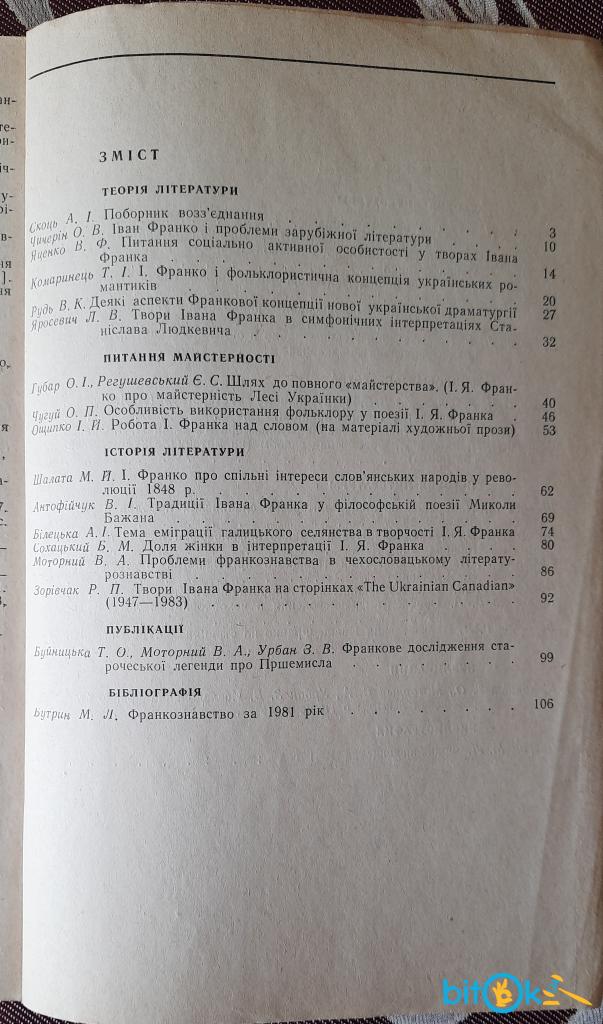 ЗМІСТ
ТЕОРІЯ ЛІТЕРАТУРИ
Скоць А. І. Поборник возз'єднання . . . . . . . 3
Чичерін О. В. Іван Франко і проблеми зарубіжної літератури . . . 10
Яценко В. Ф. Питання соціально активної особистості у творах Івана
Франка . . . . . . . . . . . 14
Комаринець Т. І. І. Франко і фольклористична концепція українських ро-
мантиків . . . . . . . . . . . 20
Рудь В. К. Деякі аспекти Франкової концепції нової української драматургії 27
Яросевич Л. В. Твори Івана Франка в симфонічних інтерпретаціях Ста-
ніслава Людкевича . . . . . . . . . 32
ПИТАННЯ МАЙСТЕРНОСТІ
Губар О. І., Регушевський Є. С. Шлях до повного «майстерства». (І. Я. Фран-
ко про майстерність Лесі Українки) . . . . . . 40
Чугуй О. П. Особливість використання фольклору у поезії І. Я. Франка . 46
Ощипко І. Й. Робота І. Франка над словом (на матеріалі художньої прози) 53
ІСТОРІЯ ЛІТЕРАТУРИ
Шалата М. Й. І. Франко про спільні інтереси слов'янських народів у рево-
люції 1848 р. . . . . . . . . . . 62
Антофійчук В. І. Традиції Івана Франка у філософській поезії Миколи
Бажана . . . . . . . . . . . 69
Білецька А. І. Тема еміграції галицького селянства в творчості І. Я. Франка 74
Сохацький Б. М. Доля жінки в інтерпретації І. Я. Франка . . . . 80
Моторний В. А. Проблеми франкознавства в чехословацькому літерату-
рознавстві . . . . . . . . . . 86
Зорівчак Р. П. Твори Івана Франка на сторінках «The Ukrainian Canadian»
(1947—1983) . . . . . . . . . . 92
ПУБЛІКАЦІЇ
Буйницька Т. О., Моторний В. А., Урбан З. В. Франкове дослідження ста-
рочеської легенди про Пршемисла . . . . . . 99
БІБЛІОГРАФІЯ
Бутрин М. Л. Франкознавство за 1981 рік . . . . . . . 106
bitOk